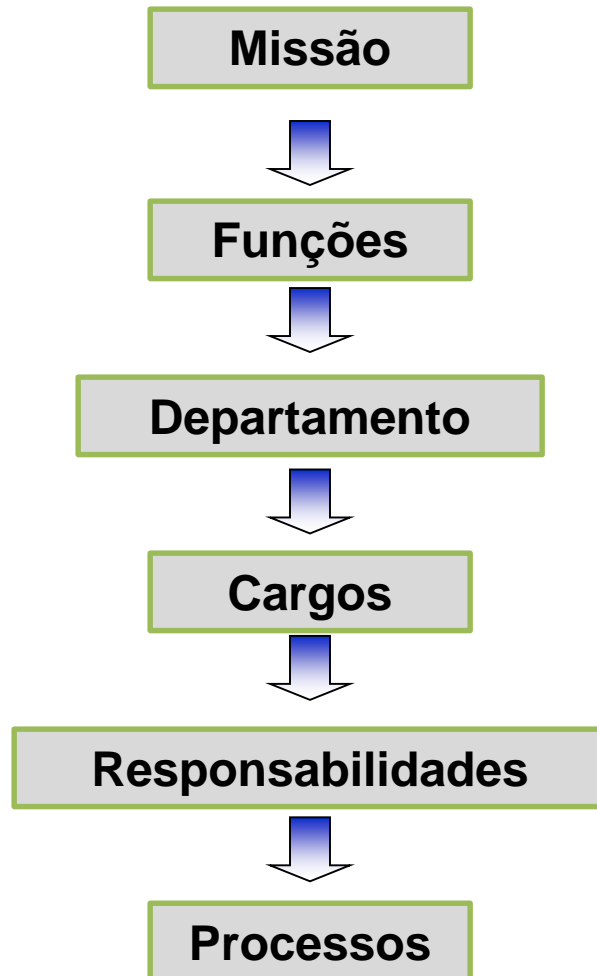 Missão
Funções
Departamento
Cargos
Responsabilidades
Processos